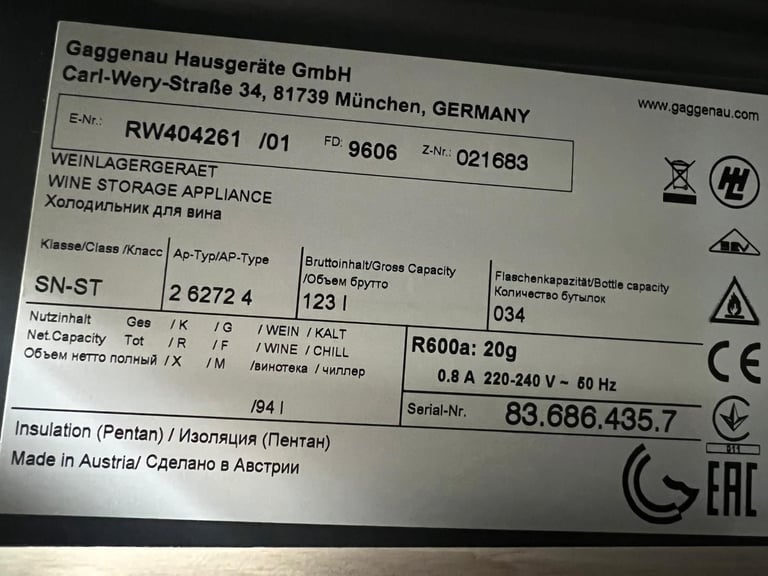 Gaggenau Hausgeräte GmbH
Carl-Wery-Straße 34, 81739 München, GERMANY
www.gaggenau.com
E-Nr.: RW404261 /01 FD: 9606 Z-Nr.: 021683
WEINLAGERGERAET
WINE STORAGE APPLIANCE
Холодильник для вина
Klasse/Class /Класс
SN-ST
Ap-Typ/AP-Type
2 6272 4
Bruttoinhalt/Gross Capacity
/Объем брутто
123 l
Flaschenkapazität/Bottle capacity
Количество бутылок
034
Nutzinhalt Ges / K / G / WEIN / KALT
Net.Capacity Tot / R / F / WINE / CHILL
Объем нетто полный / X / M /винотека / чиллер
/94 l
R600a: 20g
0.8 A 220-240 V ~ 50 Hz
Serial-Nr. 83.686.435.7
Insulation (Pentan) / Изоляция (Пентан)
Made in Austria/ Сделано в Австрии
CE
011
EAC